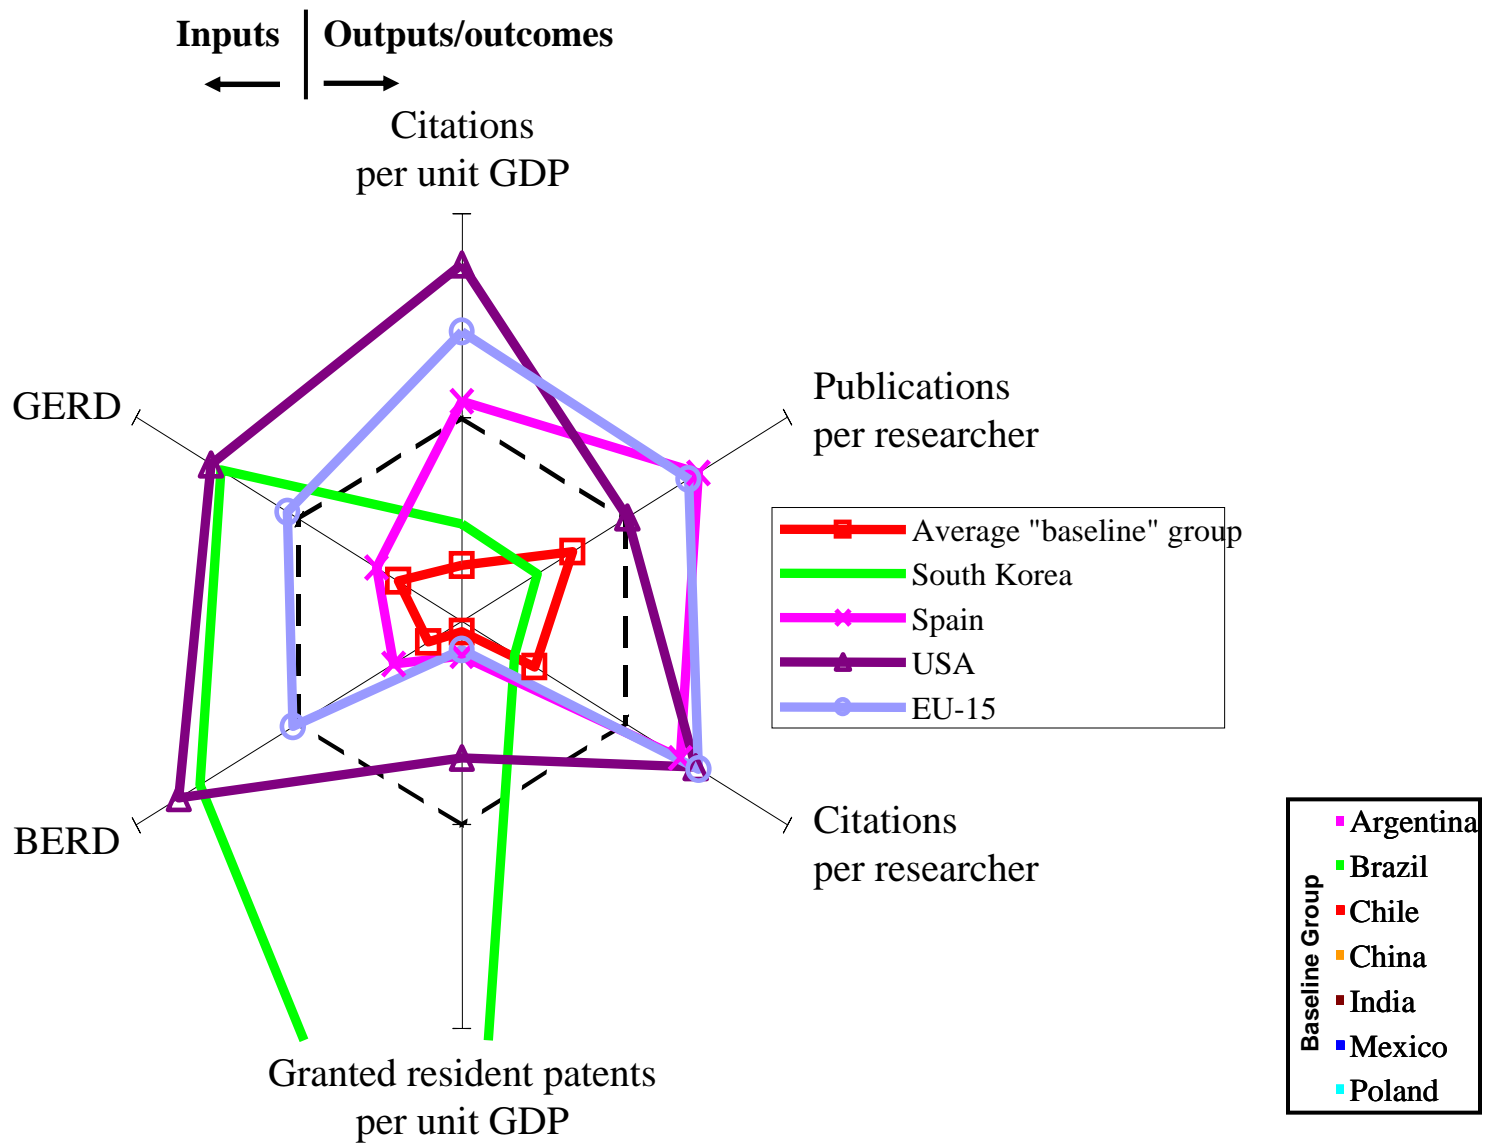 Inputs
Outputs/outcomes
Citations
per unit GDP
GERD
Publications
per researcher
Average "baseline" group
South Korea
Spain
USA
EU-15
BERD
Citations
per researcher
Granted resident patents
per unit GDP
Baseline Group
Argentina
Brazil
Chile
China
India
Mexico
Poland